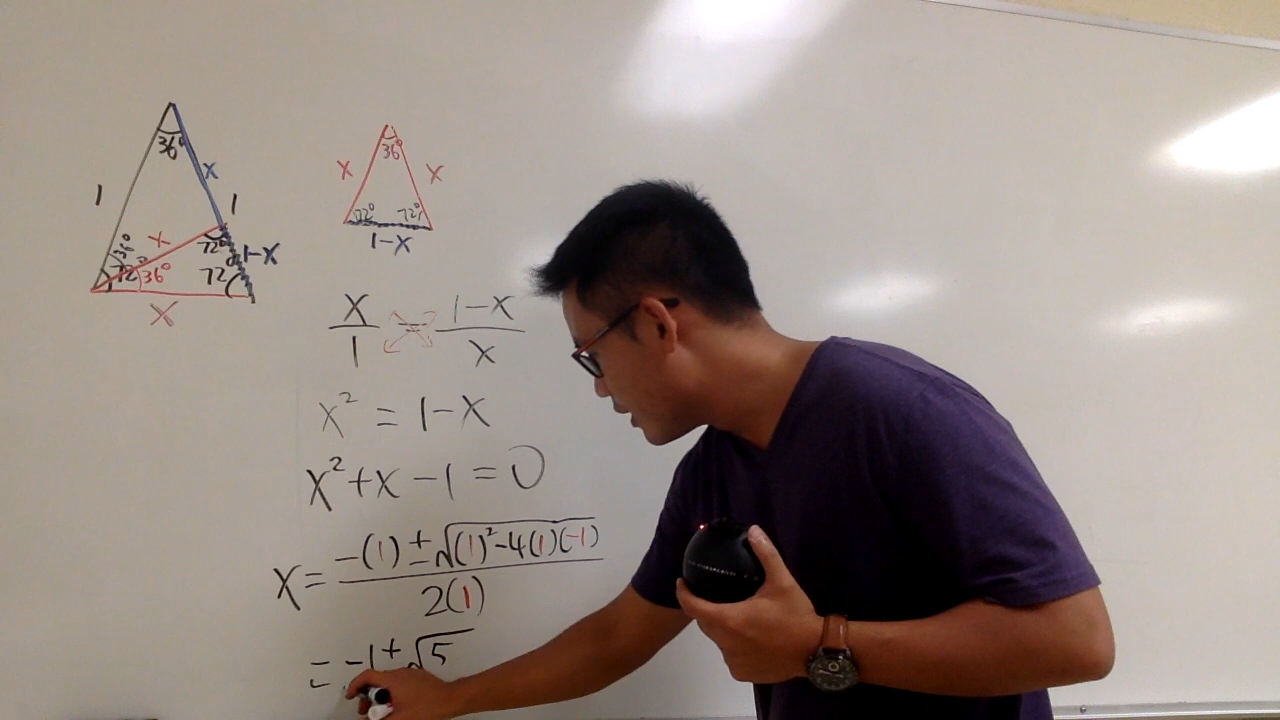 36°
x
1
1
36°
x
72°
1-x
72°
36°
72
x
36°
x
x
72°
72°
1-x
x/1 = (1-x)/x
x² = 1-x
x²+x-1=0
x= (-(1)±√((1)²-4(1)(-1)))/(2(1))
= -1±√5